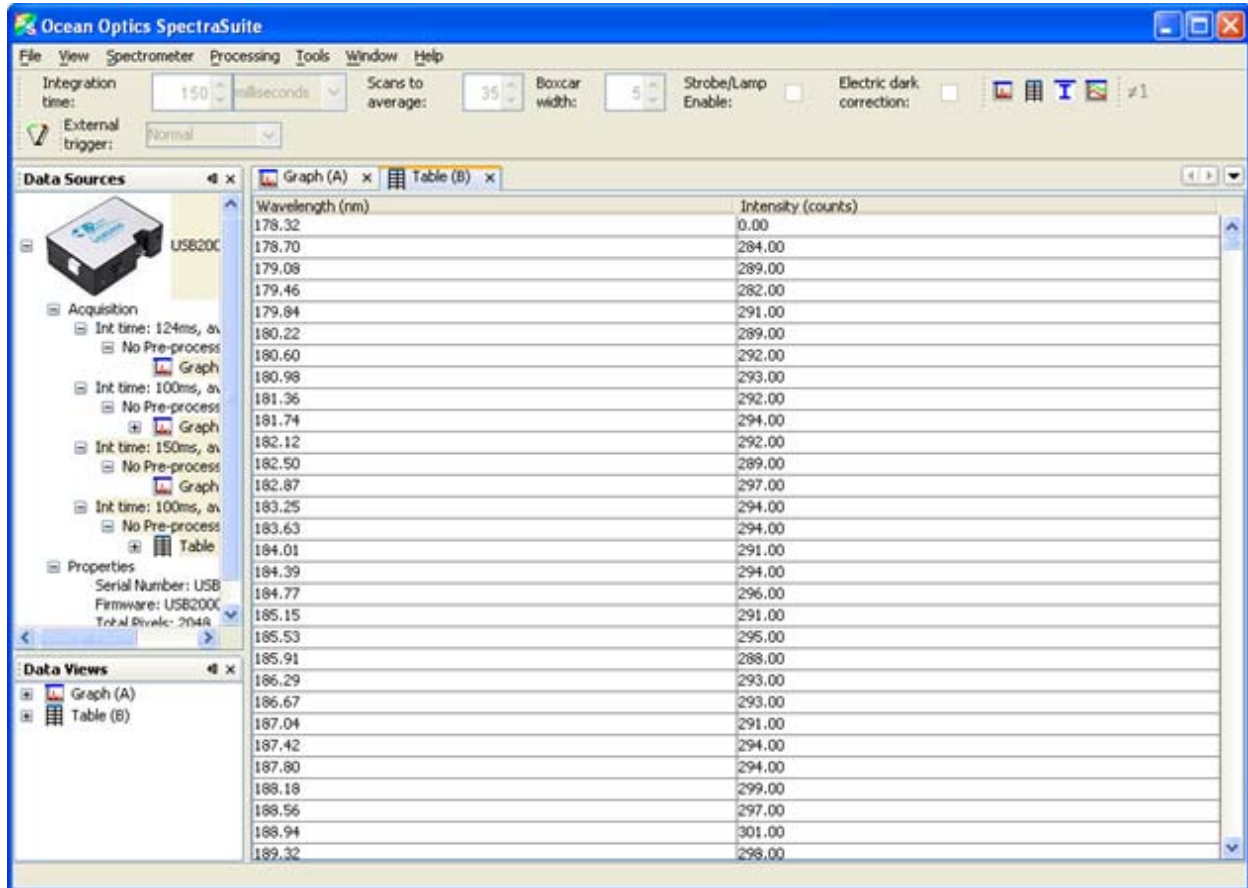 Ocean Optics SpectraSuite
File View Spectrometer Processing Tools Window Help
Integration time: 150 milliseconds Scans to average: 35 Boxcar width: 5 Strobe/Lamp Enable: Electric dark correction: ≠1
External trigger: Normal
Data Sources
USB200
Acquisition
Int time: 124ms, av
No Pre-process
Graph
Int time: 100ms, av
No Pre-process
Graph
Int time: 150ms, av
No Pre-process
Graph
Int time: 100ms, av
No Pre-process
Table
Properties
Serial Number: USB
Firmware: USB2000
Total Pixels: 2048
Data Views
Graph (A)
Table (B)
Graph (A) Table (B)
Wavelength (nm) Intensity (counts)
178.32 0.00
178.70 284.00
179.08 289.00
179.46 282.00
179.84 291.00
180.22 289.00
180.60 292.00
180.98 293.00
181.36 292.00
181.74 294.00
182.12 292.00
182.50 289.00
182.87 297.00
183.25 294.00
183.63 294.00
184.01 291.00
184.39 294.00
184.77 296.00
185.15 291.00
185.53 295.00
185.91 288.00
186.29 293.00
186.67 293.00
187.04 291.00
187.42 294.00
187.80 294.00
188.18 299.00
188.56 297.00
188.94 301.00
189.32 298.00